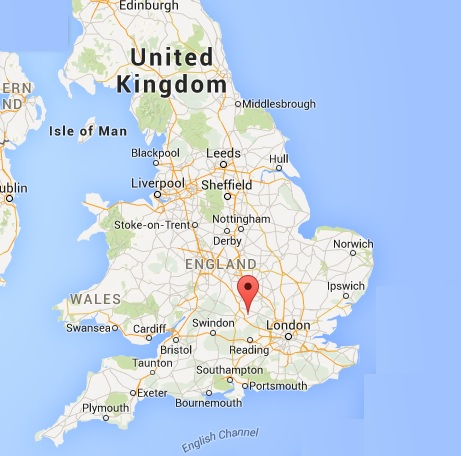 Edinburgh
United
Kingdom
ERN
ND
Middlesbrough
Isle of Man
Blackpool
Leeds
Hull
ublin
Liverpool
Sheffield
Stoke-on-Trent
Nottingham
Derby
Norwich
ENGLAND
Ipswich
WALES
Swansea
Cardiff
Swindon
London
Bristol
Reading
Taunton
Southampton
Portsmouth
Exeter
Bournemouth
Plymouth
English Channel